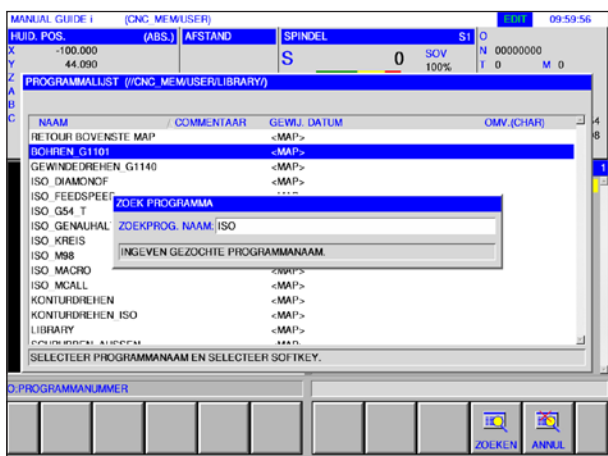 MANUAL GUIDE i (CNC_MEM/USER) EDIT 09:59:56
HUID. POS. (ABS.) AFSTAND SPINDEL S1 O
X -100.000 S 0 SOV N 00000000
Y 44.090 100% T 0 M 0
Z
PROGRAMMALIJST (//CNC_MEM/USER/LIBRARY/)
A
B
C
NAAM / COMMENTAAR GEWIJ. DATUM OMV.(CHAR)
RETOUR BOVENSTE MAP <MAP>
BOHREN_G1101 <MAP>
GEWINDEDREHEN_G1140 <MAP>
ISO_DIAMONOF <MAP>
ISO_FEEDSPEED
ZOEK PROGRAMMA
ISO_G54_T
ZOEKPROG. NAAM: ISO
ISO_GENAUHAL
ISO_KREIS
INGEVEN GEZOCHTE PROGRAMMANAAM.
ISO_M98
ISO_MACRO <MAP>
ISO_MCALL <MAP>
KONTURDREHEN <MAP>
KONTURDREHEN_ISO <MAP>
LIBRARY <MAP>
SELECTEER PROGRAMMANAAM EN SELECTEER SOFTKEY.
O:PROGRAMMANUMMER
ZOEKEN ANNUL